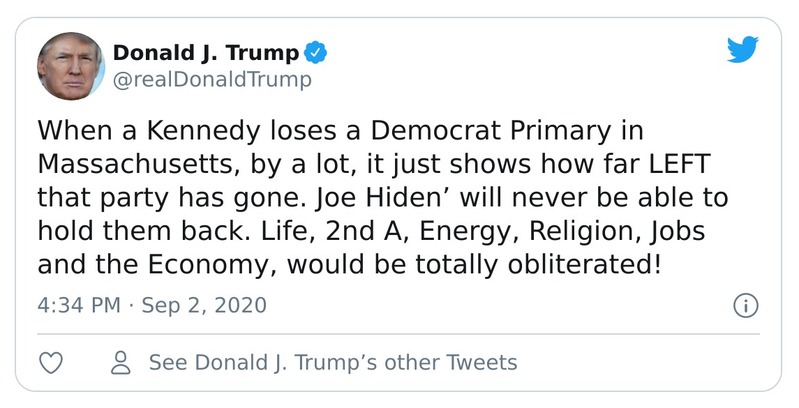 Donald J. Trump
@realDonaldTrump
When a Kennedy loses a Democrat Primary in
Massachusetts, by a lot, it just shows how far LEFT
that party has gone. Joe Hiden’ will never be able to
hold them back. Life, 2nd A, Energy, Religion, Jobs
and the Economy, would be totally obliterated!
4:34 PM · Sep 2, 2020
See Donald J. Trump’s other Tweets